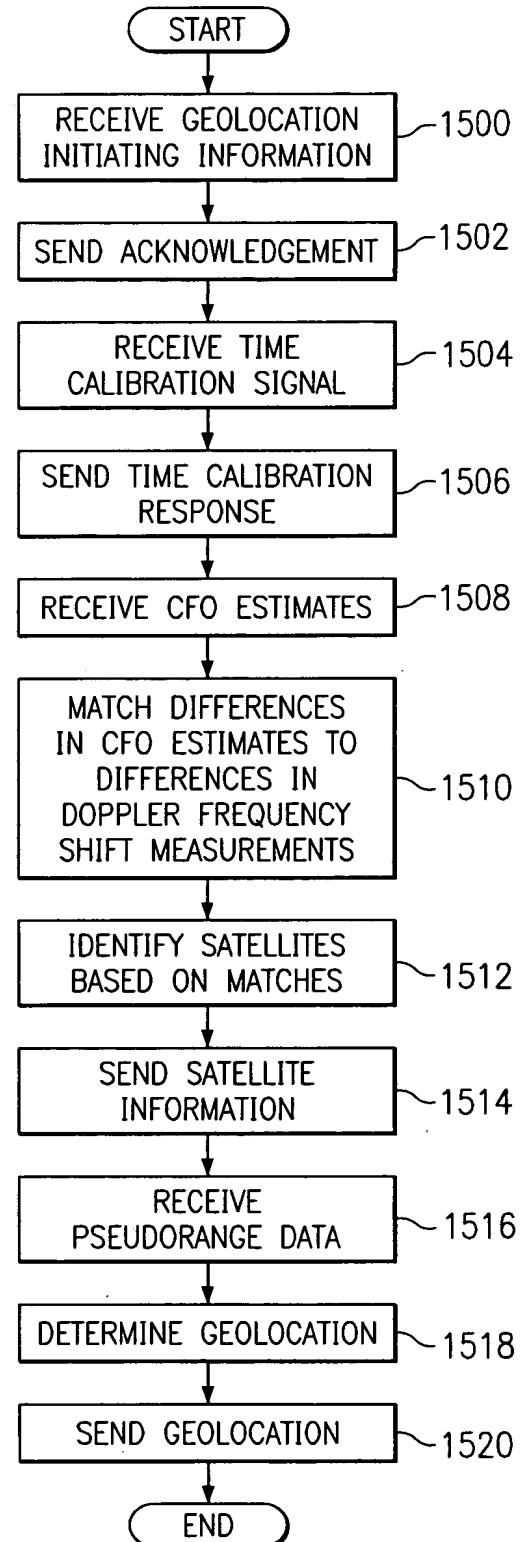 START
RECEIVE GEOLOCATION
INITIATING INFORMATION
1500
SEND ACKNOWLEDGEMENT
1502
RECEIVE TIME
CALIBRATION SIGNAL
1504
SEND TIME CALIBRATION
RESPONSE
1506
RECEIVE CFO ESTIMATES
1508
MATCH DIFFERENCES
IN CFO ESTIMATES TO
DIFFERENCES IN
DOPPLER FREQUENCY
SHIFT MEASUREMENTS
1510
IDENTIFY SATELLITES
BASED ON MATCHES
1512
SEND SATELLITE
INFORMATION
1514
RECEIVE
PSEUDORANGE DATA
1516
DETERMINE GEOLOCATION
1518
SEND GEOLOCATION
1520
END